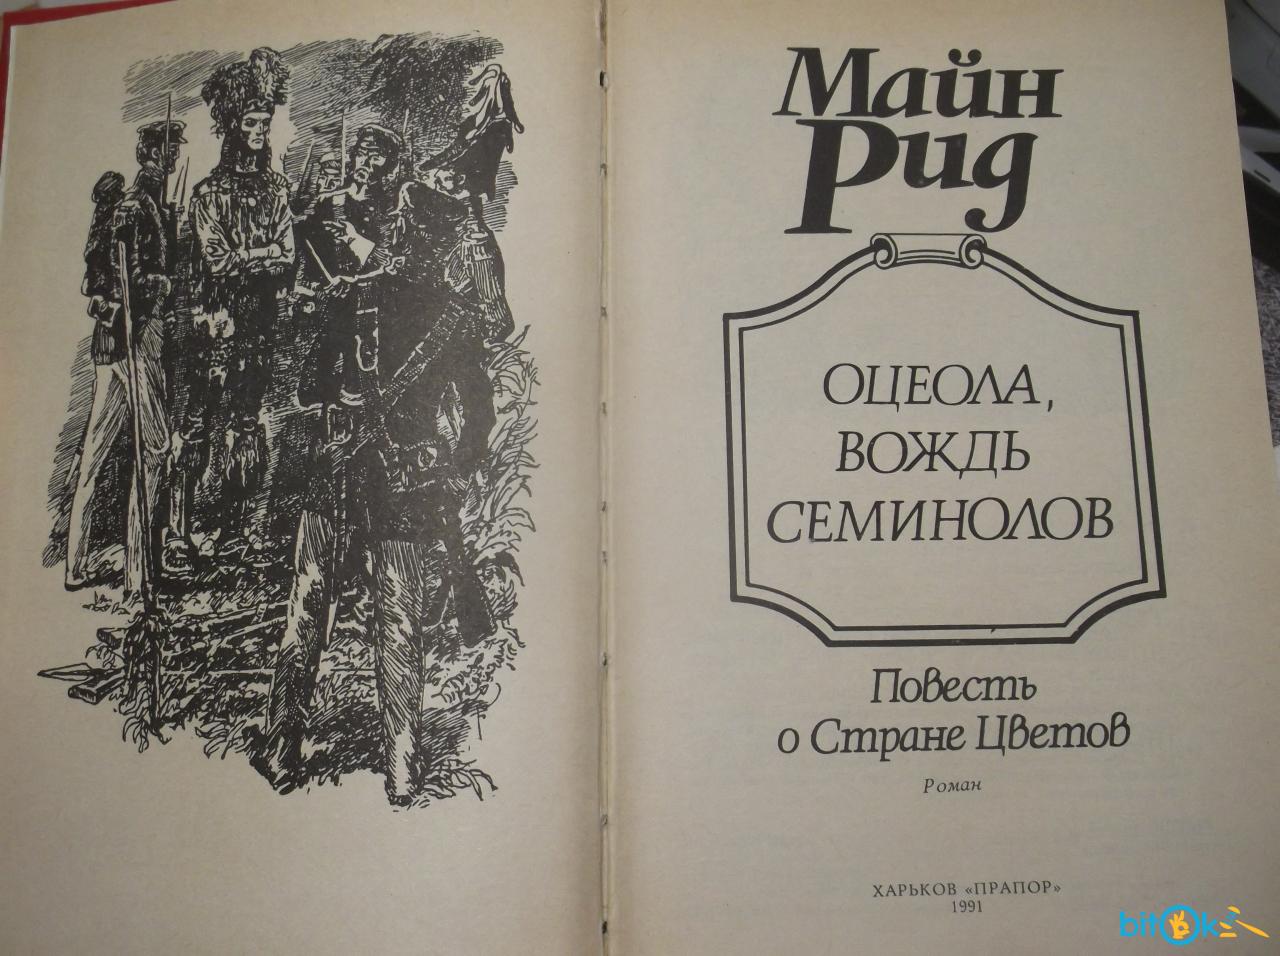 Майн
Рид
ОЦЕОЛА,
ВОЖДЬ
СЕМИНОЛОВ
Повесть
о Стране Цветов
Роман
ХАРЬКОВ «ПРАПОР»
1991
bitOk